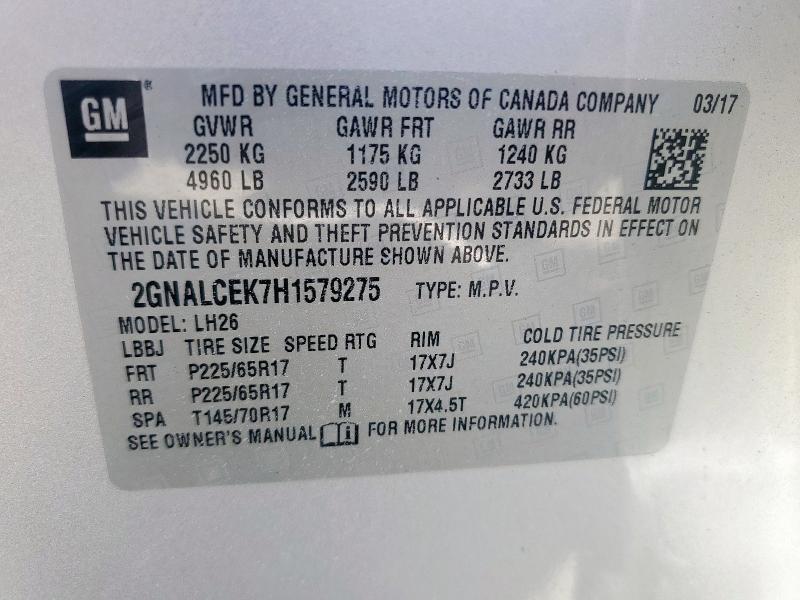 GM ® MFD BY GENERAL MOTORS OF CANADA COMPANY 03/17
GVWR GAWR FRT GAWR RR
2250 KG 1175 KG 1240 KG
4960 LB 2590 LB 2733 LB
THIS VEHICLE CONFORMS TO ALL APPLICABLE U.S. FEDERAL MOTOR
VEHICLE SAFETY AND THEFT PREVENTION STANDARDS IN EFFECT ON
THE DATE OF MANUFACTURE SHOWN ABOVE.
2GNALCEK7H1579275 TYPE: M.P.V.
MODEL: LH26
LBBJ TIRE SIZE SPEED RTG RIM COLD TIRE PRESSURE
FRT P225/65R17 T 17X7J 240KPA(35PSI)
RR P225/65R17 T 17X7J 240KPA(35PSI)
SPA T145/70R17 M 17X4.5T 420KPA(60PSI)
SEE OWNER'S MANUAL FOR MORE INFORMATION.